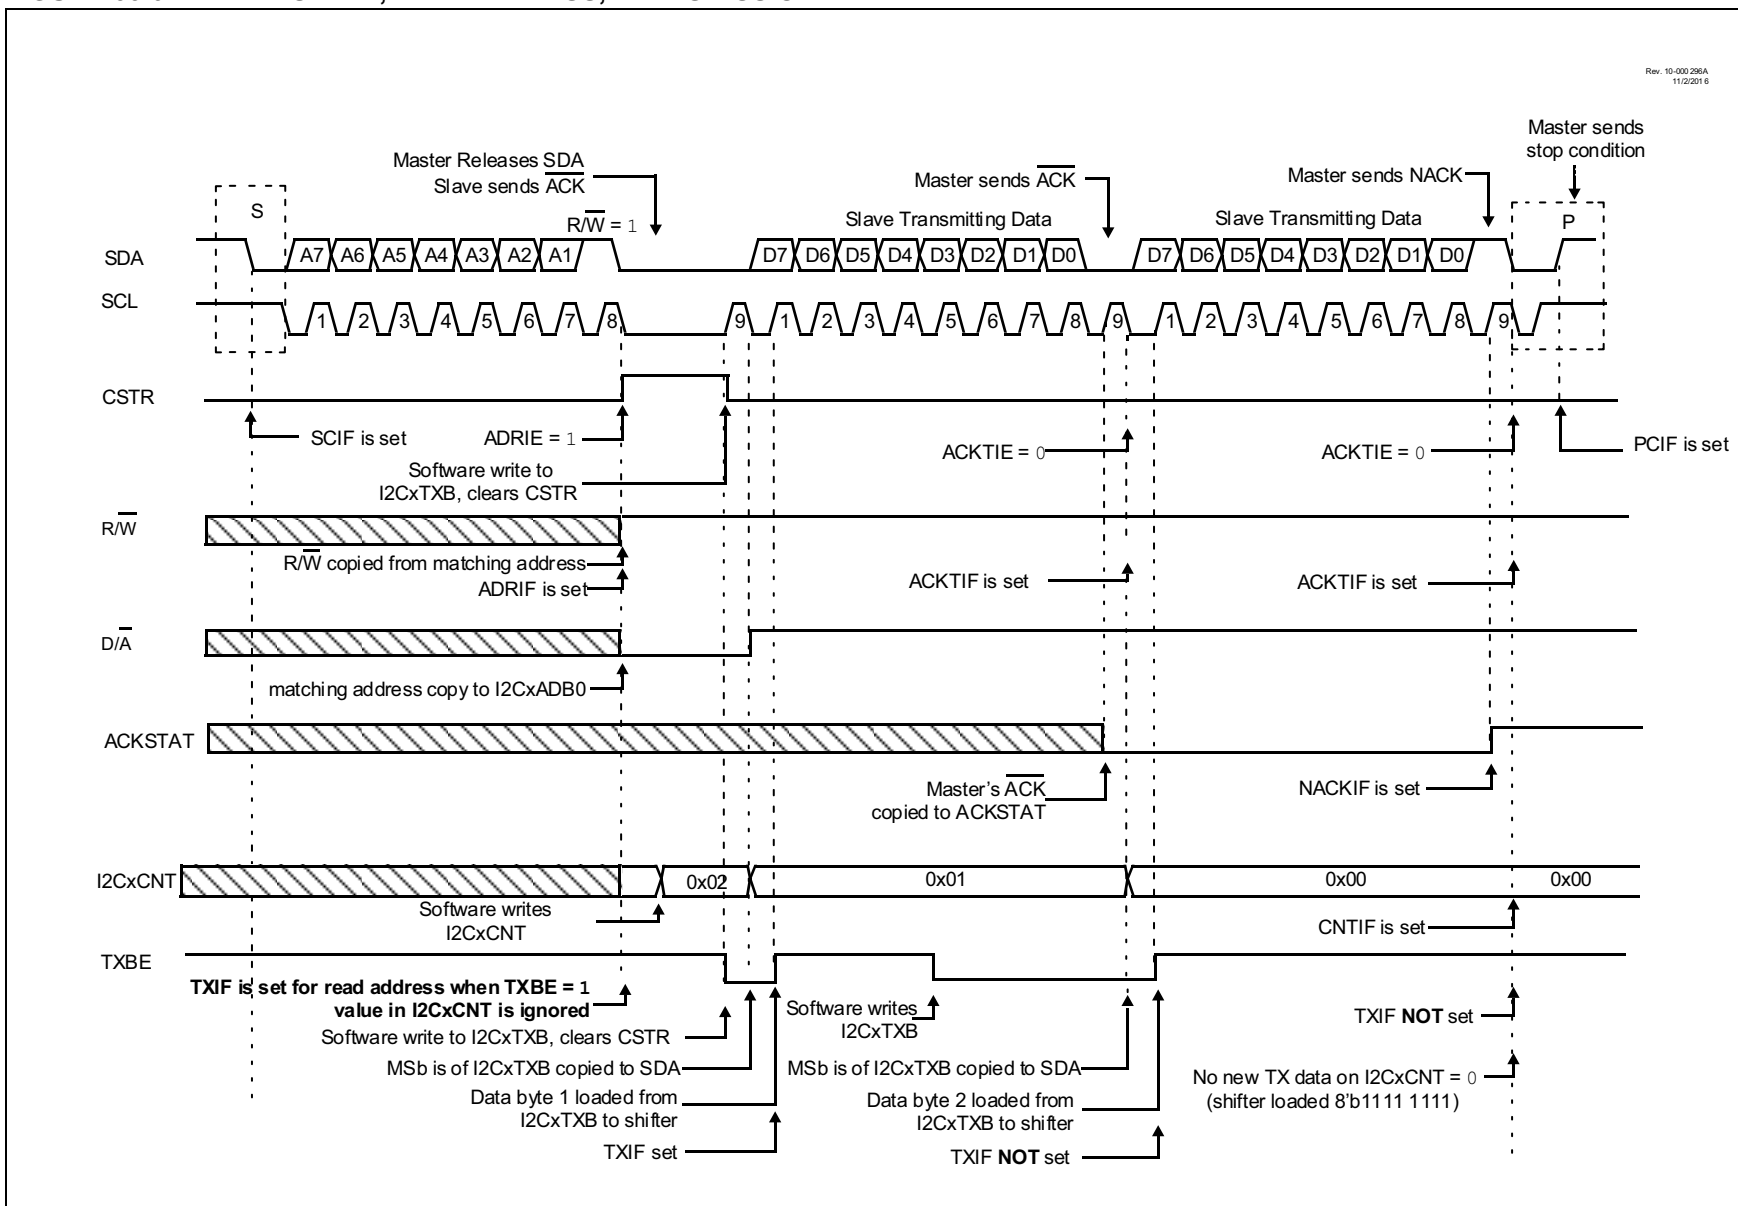 Rev. 10-000 296A
11/2/201 6
Master sends
stop condition
Master Releases SDA
Slave sends ACK
Master sends ACK
Master sends NACK
S
R/W = 1
Slave Transmitting Data
Slave Transmitting Data
P
SDA
A7 A6 A5 A4 A3 A2 A1
D7 D6 D5 D4 D3 D2 D1 D0
D7 D6 D5 D4 D3 D2 D1 D0
SCL
1 2 3 4 5 6 7 8 9 1 2 3 4 5 6 7 8 9 1 2 3 4 5 6 7 8 9
CSTR
SCIF is set
ADRIE = 1
ACKTIE = 0
ACKTIE = 0
PCIF is set
Software write to
I2CxTXB, clears CSTR
R/W
R/W copied from matching address
ADRIF is set
ACKTIF is set
ACKTIF is set
D/A
matching address copy to I2CxADB0
ACKSTAT
Master's ACK
copied to ACKSTAT
NACKIF is set
I2CxCNT
0x02
0x01
0x00
0x00
Software writes
I2CxCNT
CNTIF is set
TXBE
TXIF is set for read address when TXBE = 1
value in I2CxCNT is ignored
Software writes
I2CxTXB
TXIF NOT set
Software write to I2CxTXB, clears CSTR
MSb is of I2CxTXB copied to SDA
MSb is of I2CxTXB copied to SDA
No new TX data on I2CxCNT = 0
(shifter loaded 8'b1111 1111)
Data byte 1 loaded from
I2CxTXB to shifter
Data byte 2 loaded from
I2CxTXB to shifter
TXIF set
TXIF NOT set